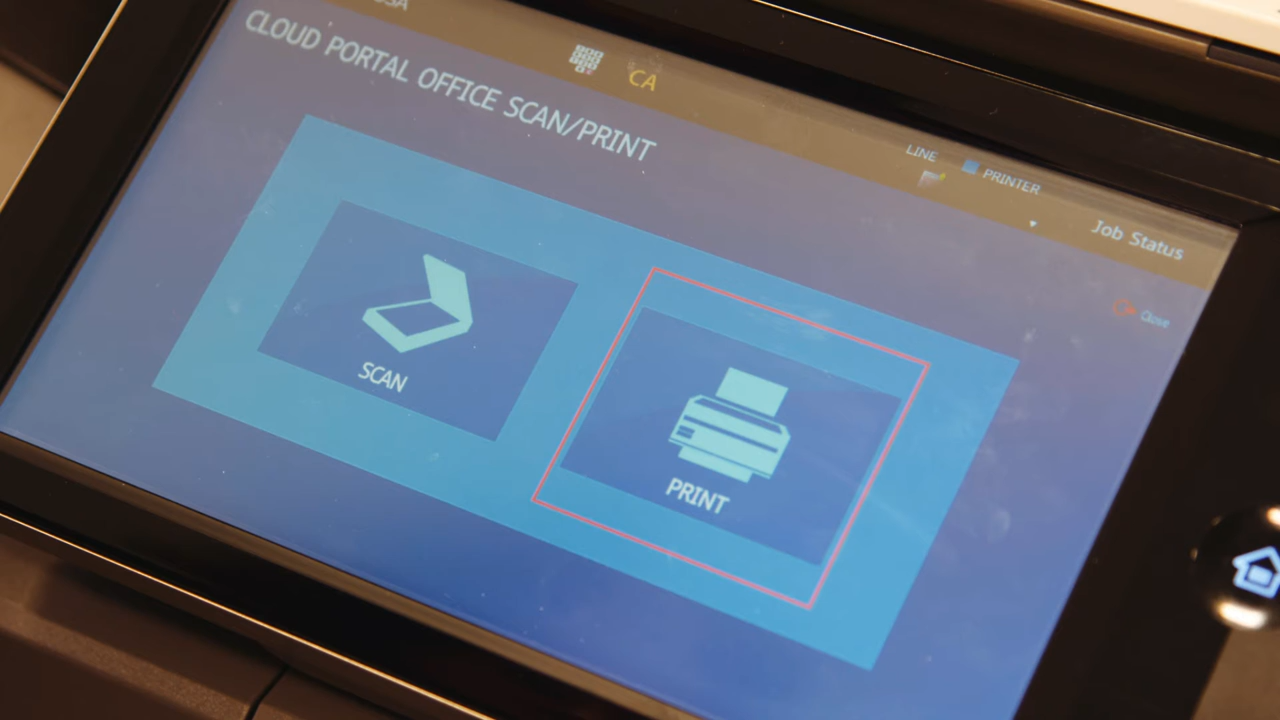 CLOUD PORTAL OFFICE SCAN/PRINT
CA
LINE
PRINTER
Job Status
Close
SCAN
PRINT